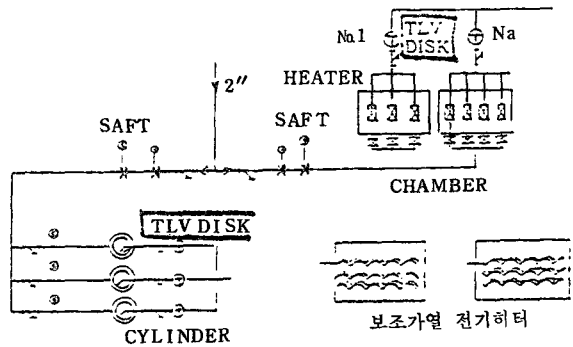 No.1
TLV
DISK
Na
HEATER
2"
SAFT
SAFT
CHAMBER
TLV DISK
CYLINDER
보조가열 전기히터